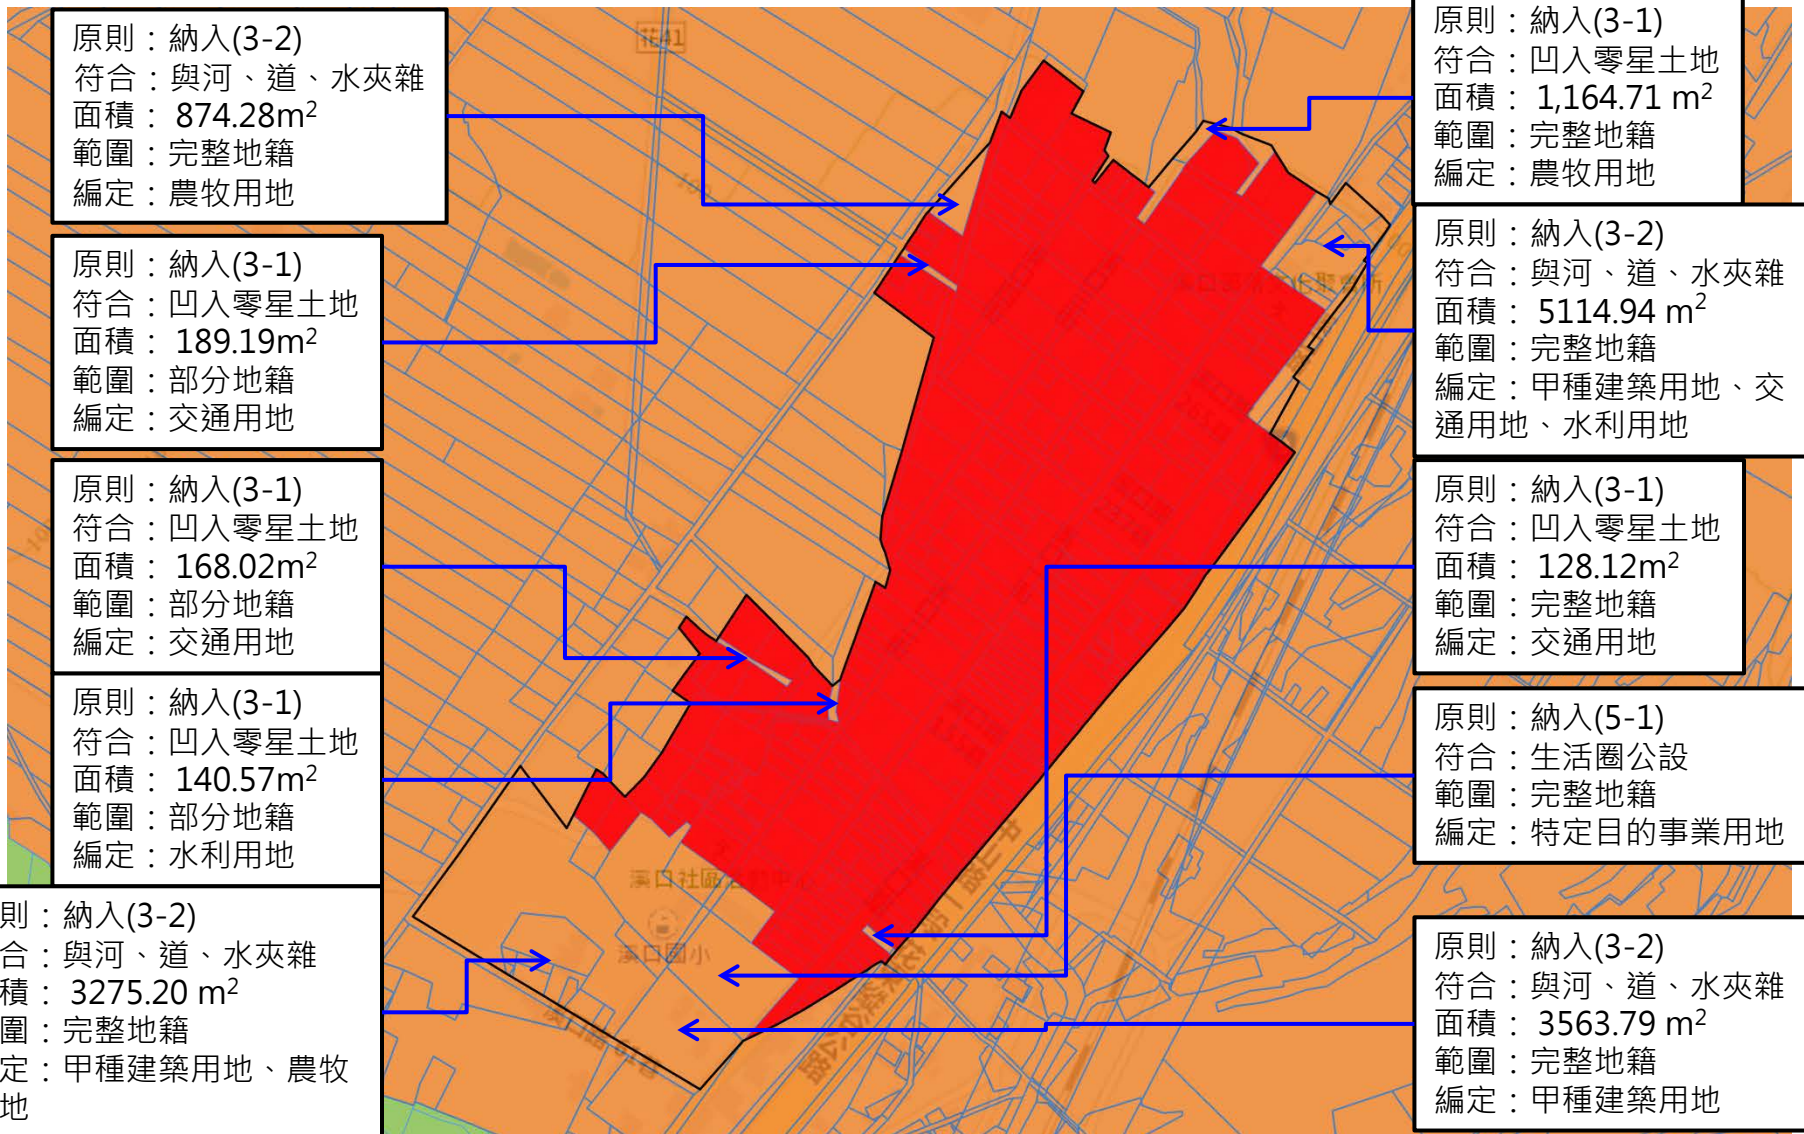 原則：納入(3-2)
符合：與河、道、水夾雜
面積： 874.28m²
範圍：完整地籍
編定：農牧用地
原則：納入(3-1)
符合：凹入零星土地
面積： 189.19m²
範圍：部分地籍
編定：交通用地
原則：納入(3-1)
符合：凹入零星土地
面積： 168.02m²
範圍：部分地籍
編定：交通用地
原則：納入(3-1)
符合：凹入零星土地
面積： 140.57m²
範圍：部分地籍
編定：水利用地
則：納入(3-2)
合：與河、道、水夾雜
積： 3275.20 m²
圍：完整地籍
定：甲種建築用地、農牧
地
花41
溪口社區活動中心
溪口國小
原則：納入(3-1)
符合：凹入零星土地
面積： 1,164.71 m²
範圍：完整地籍
編定：農牧用地
原則：納入(3-2)
符合：與河、道、水夾雜
面積： 5114.94 m²
範圍：完整地籍
編定：甲種建築用地、交
通用地、水利用地
原則：納入(3-1)
符合：凹入零星土地
面積： 128.12m²
範圍：完整地籍
編定：交通用地
原則：納入(5-1)
符合：生活圈公設
範圍：完整地籍
編定：特定目的事業用地
原則：納入(3-2)
符合：與河、道、水夾雜
面積： 3563.79 m²
範圍：完整地籍
編定：甲種建築用地